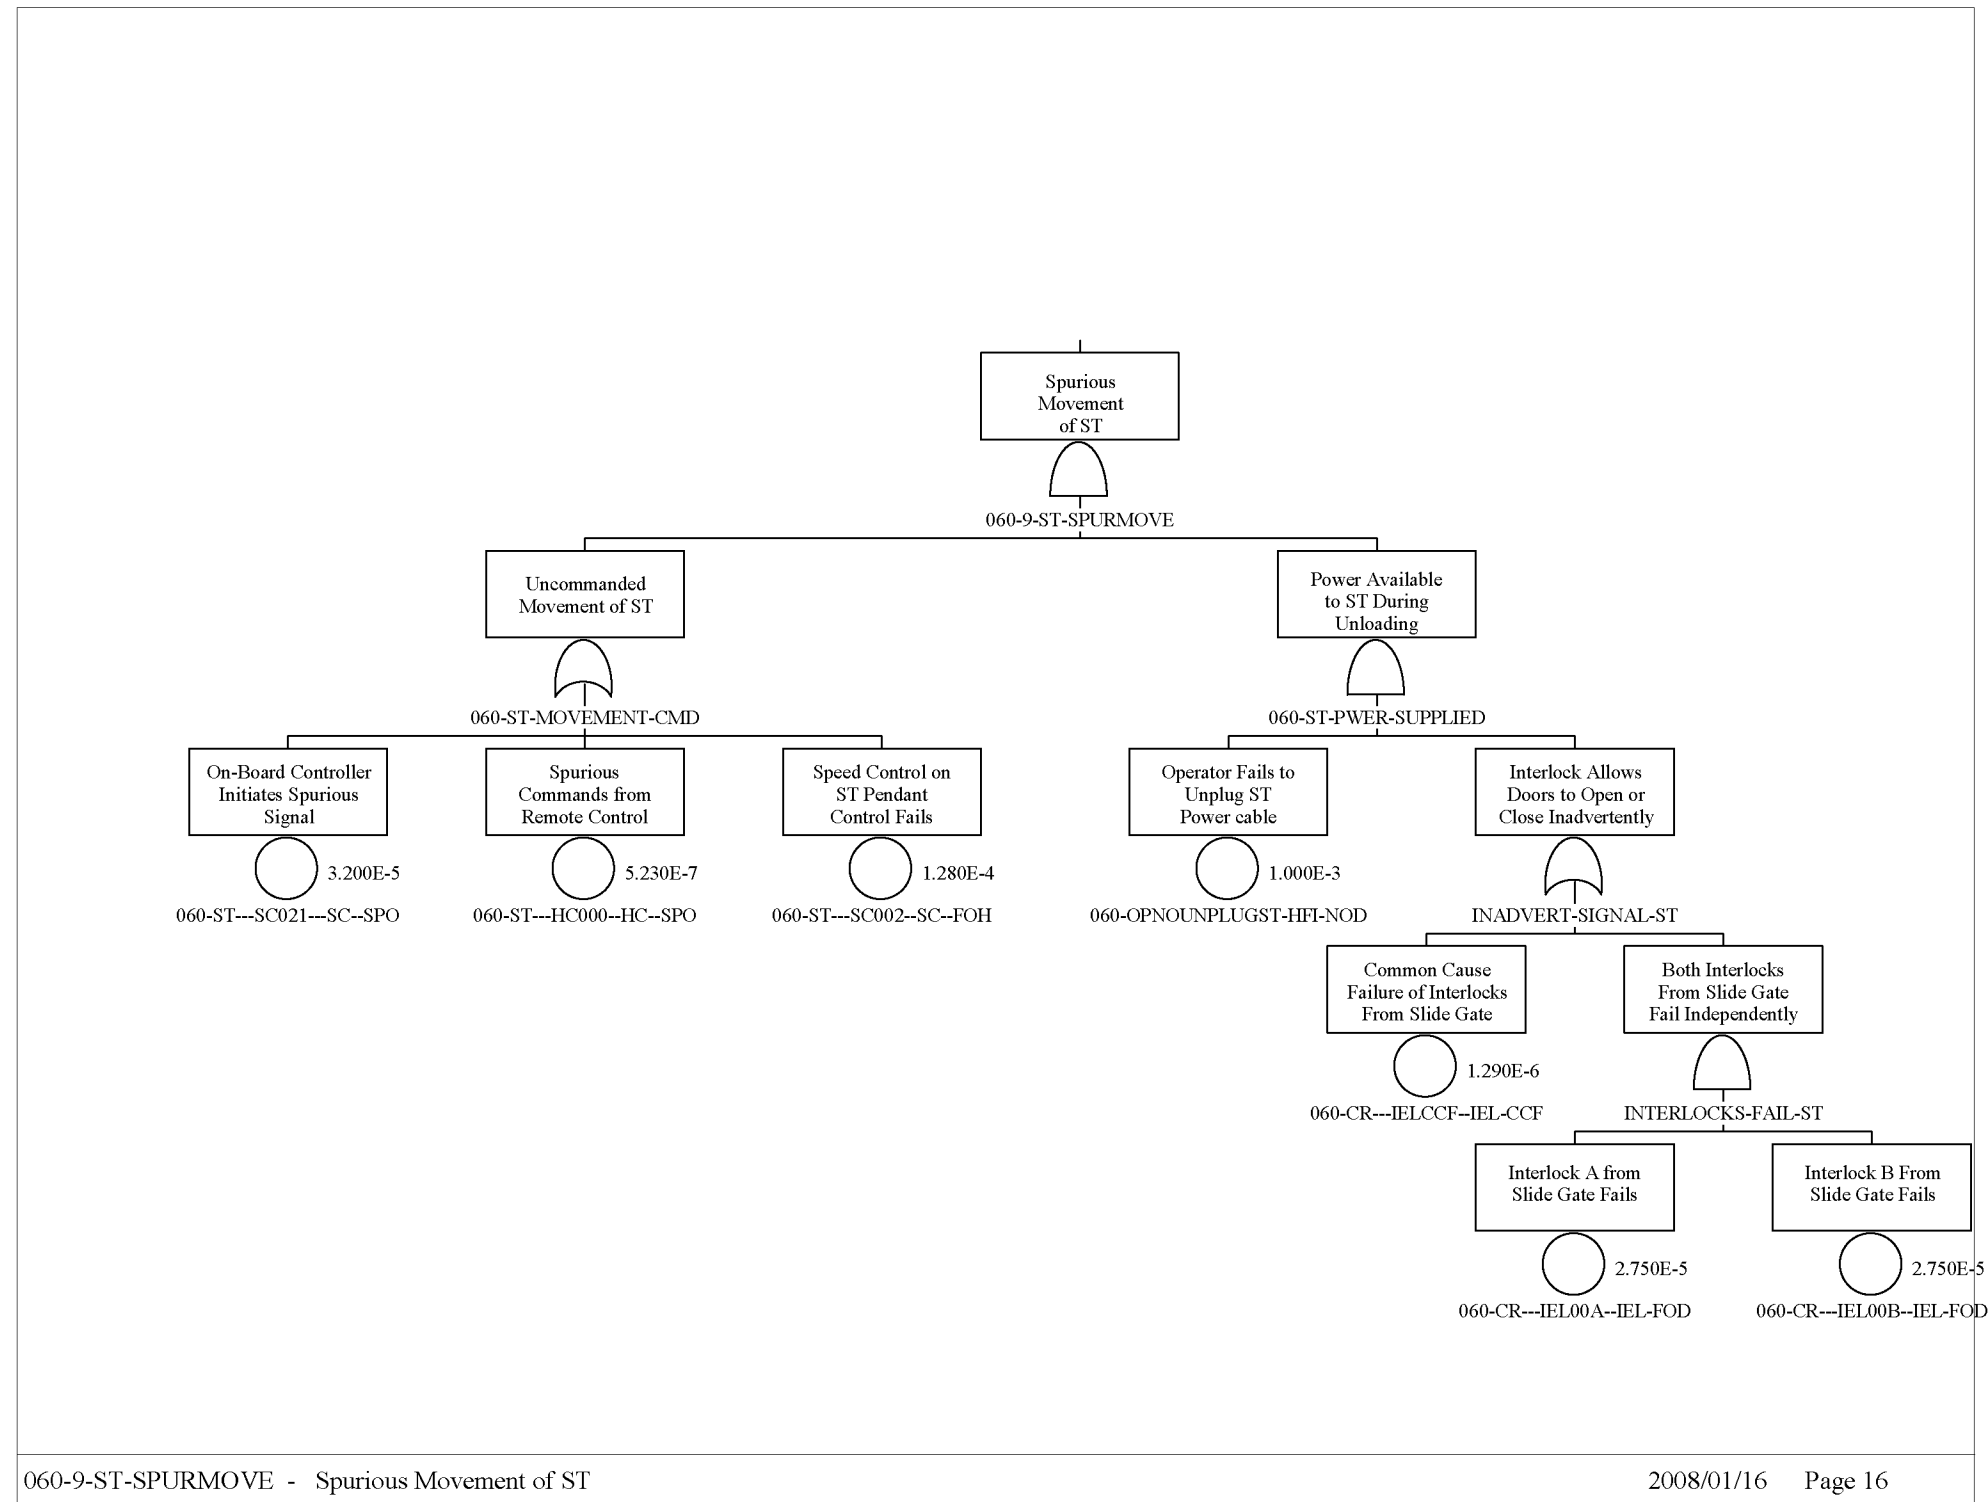 Spurious
Movement
of ST
060-9-ST-SPURMOVE
Uncommanded
Movement of ST
060-ST-MOVEMENT-CMD
Power Available
to ST During
Unloading
060-ST-PWER-SUPPLIED
On-Board Controller
Initiates Spurious
Signal
3.200E-5
060-ST---SC021---SC--SPO
Spurious
Commands from
Remote Control
5.230E-7
060-ST---HC000--HC--SPO
Speed Control on
ST Pendant
Control Fails
1.280E-4
060-ST---SC002--SC--FOH
Operator Fails to
Unplug ST
Power cable
1.000E-3
060-OPNOUNPLUGST-HFI-NOD
Interlock Allows
Doors to Open or
Close Inadvertently
INADVERT-SIGNAL-ST
Common Cause
Failure of Interlocks
From Slide Gate
1.290E-6
060-CR---IELCCF--IEL-CCF
Both Interlocks
From Slide Gate
Fail Independently
INTERLOCKS-FAIL-ST
Interlock A from
Slide Gate Fails
2.750E-5
060-CR---IEL00A--IEL-FOD
Interlock B From
Slide Gate Fails
2.750E-5
060-CR---IEL00B--IEL-FOD
060-9-ST-SPURMOVE - Spurious Movement of ST
2008/01/16 Page 16